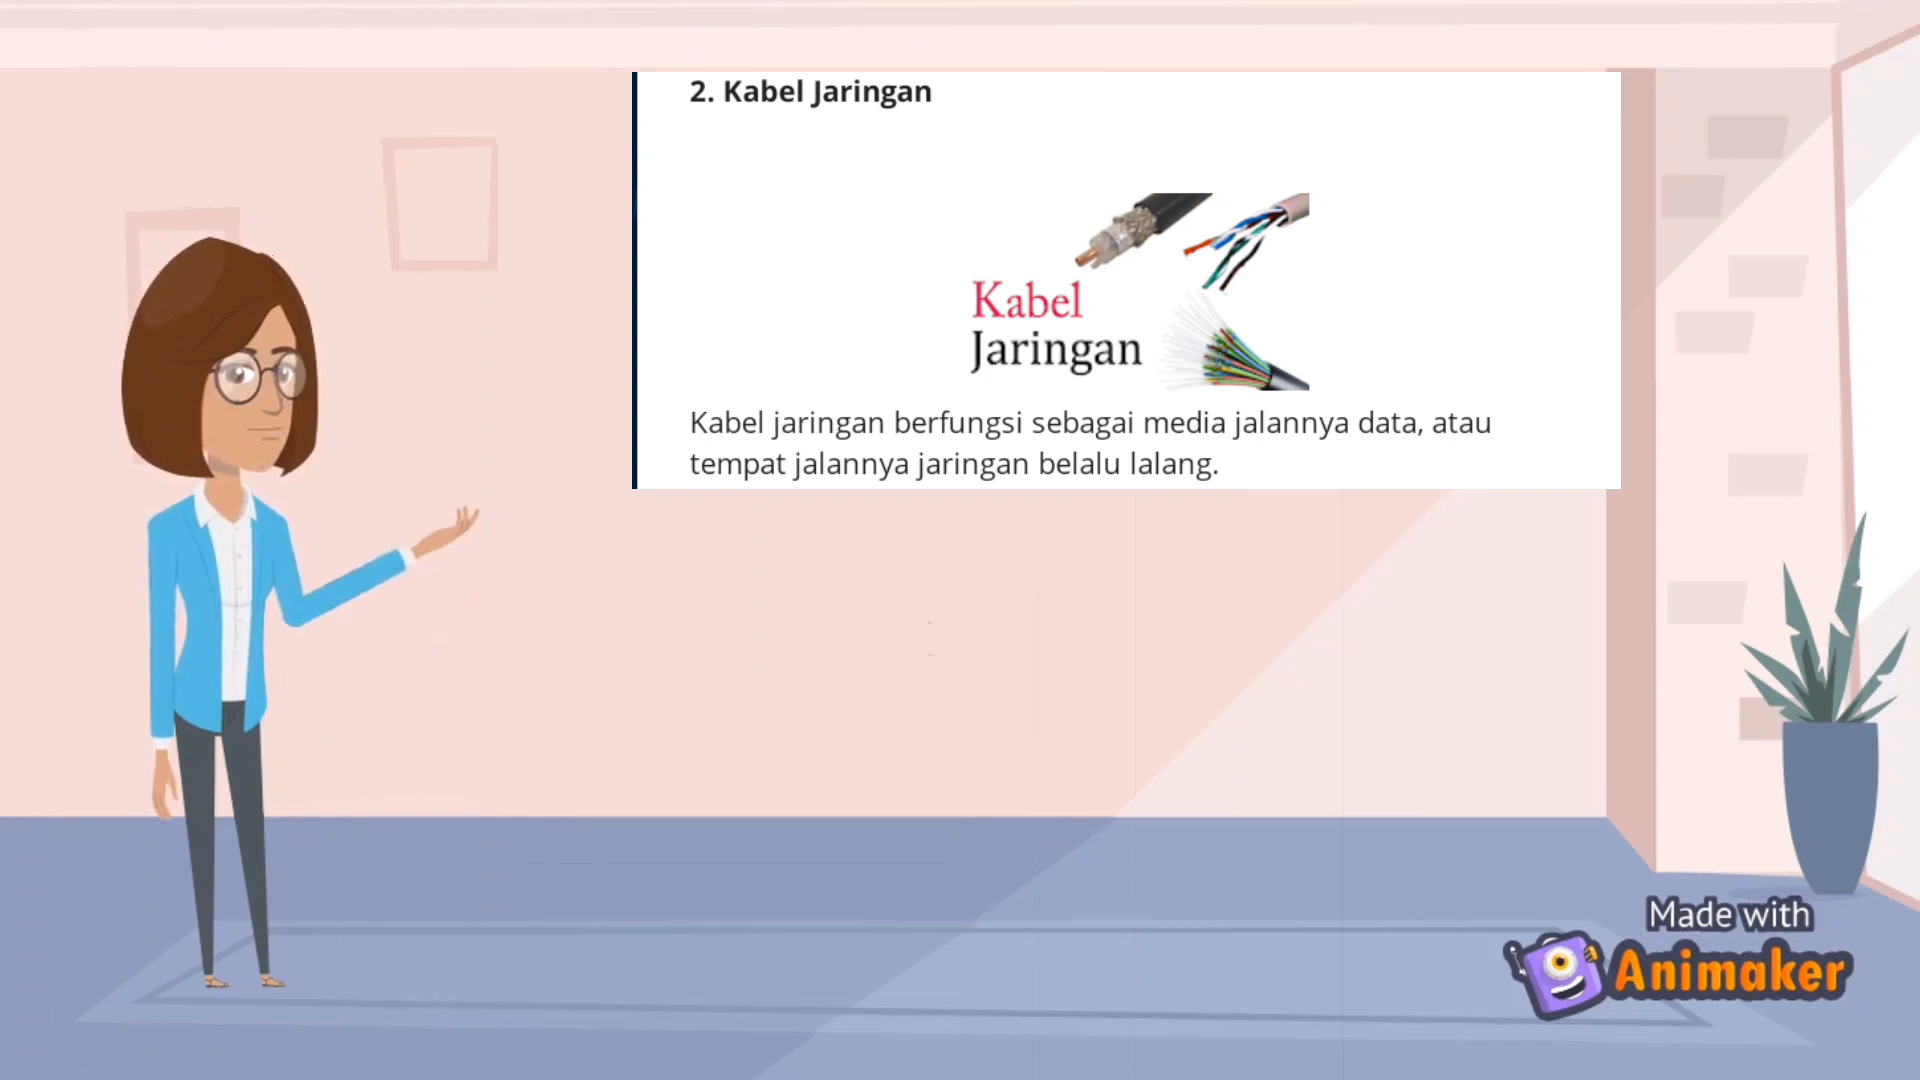 2. Kabel Jaringan
Kabel
Jaringan
Kabel jaringan berfungsi sebagai media jalannya data, atau
tempat jalannya jaringan belalu lalang.
Made with
Animaker